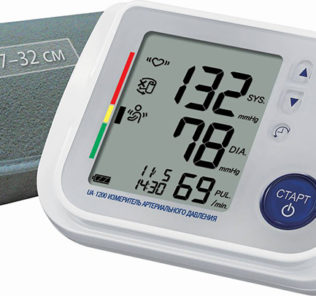 7–32 СМ
132 SYS.
mmHg
78 DIA.
mmHg
11/5
14:30 69 PUL.
/min.
UA-1200 ИЗМЕРИТЕЛЬ АРТЕРИАЛЬНОГО ДАВЛЕНИЯ
СТАРТ